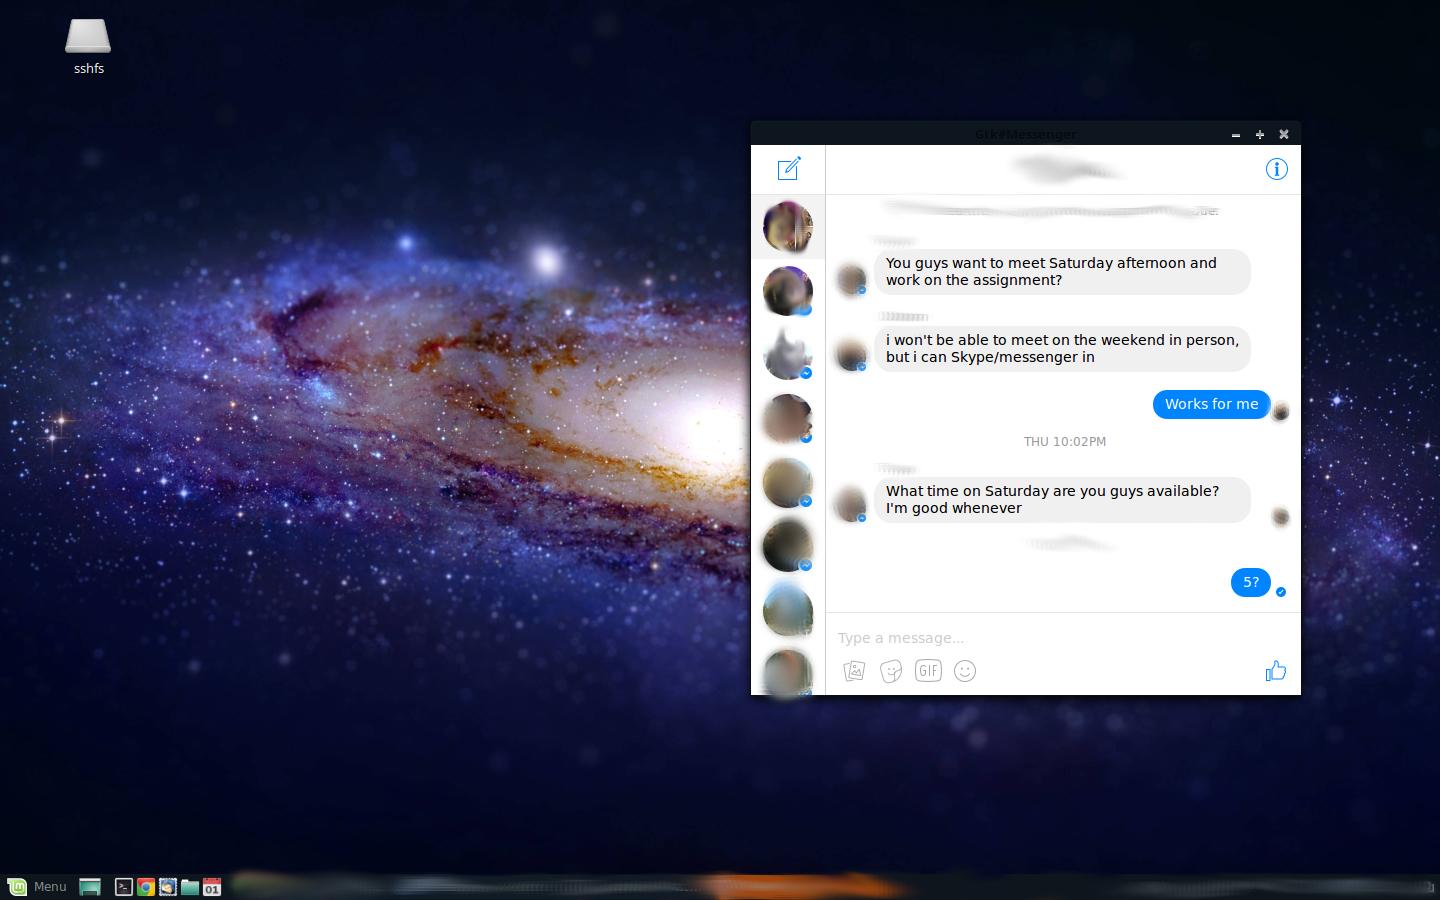 sshfs
Gtk#Messenger
You guys want to meet Saturday afternoon and
work on the assignment?
i won't be able to meet on the weekend in person,
but i can Skype/messenger in
Works for me
THU 10:02PM
What time on Saturday are you guys available?
I'm good whenever
5?
Type a message...
GIF
Menu
01